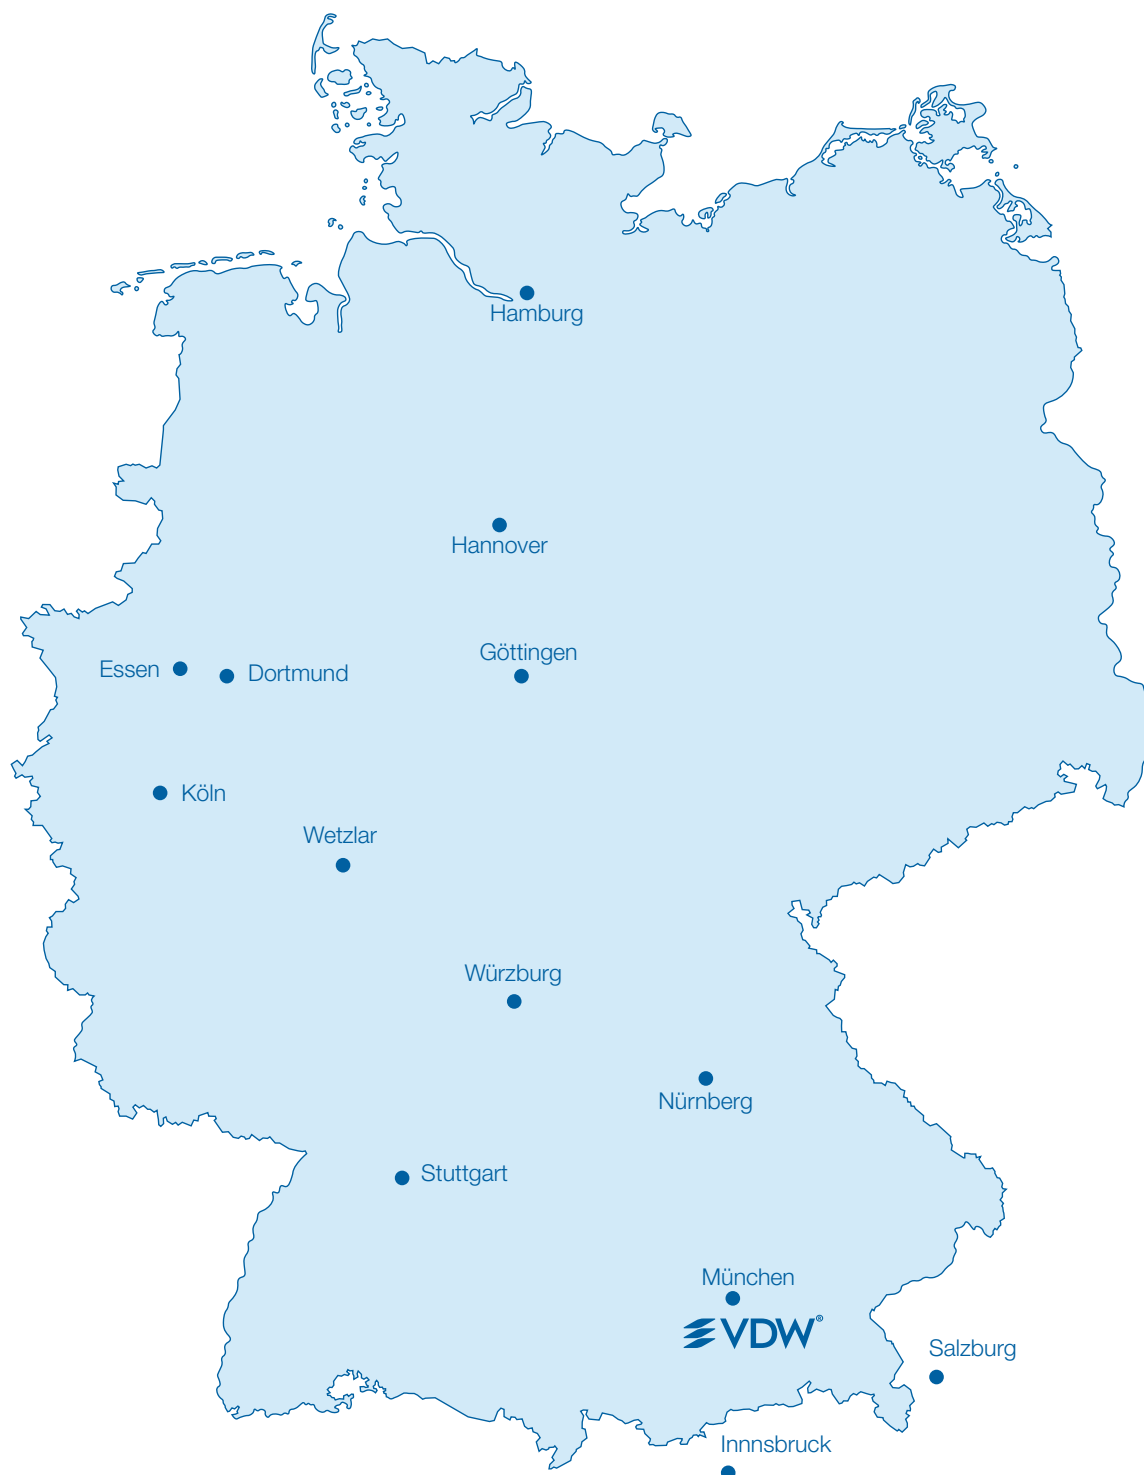 Hamburg
Hannover
Göttingen
Essen
Dortmund
Köln
Wetzlar
Würzburg
Nürnberg
Stuttgart
München
VDW®
Salzburg
Innnsbruck